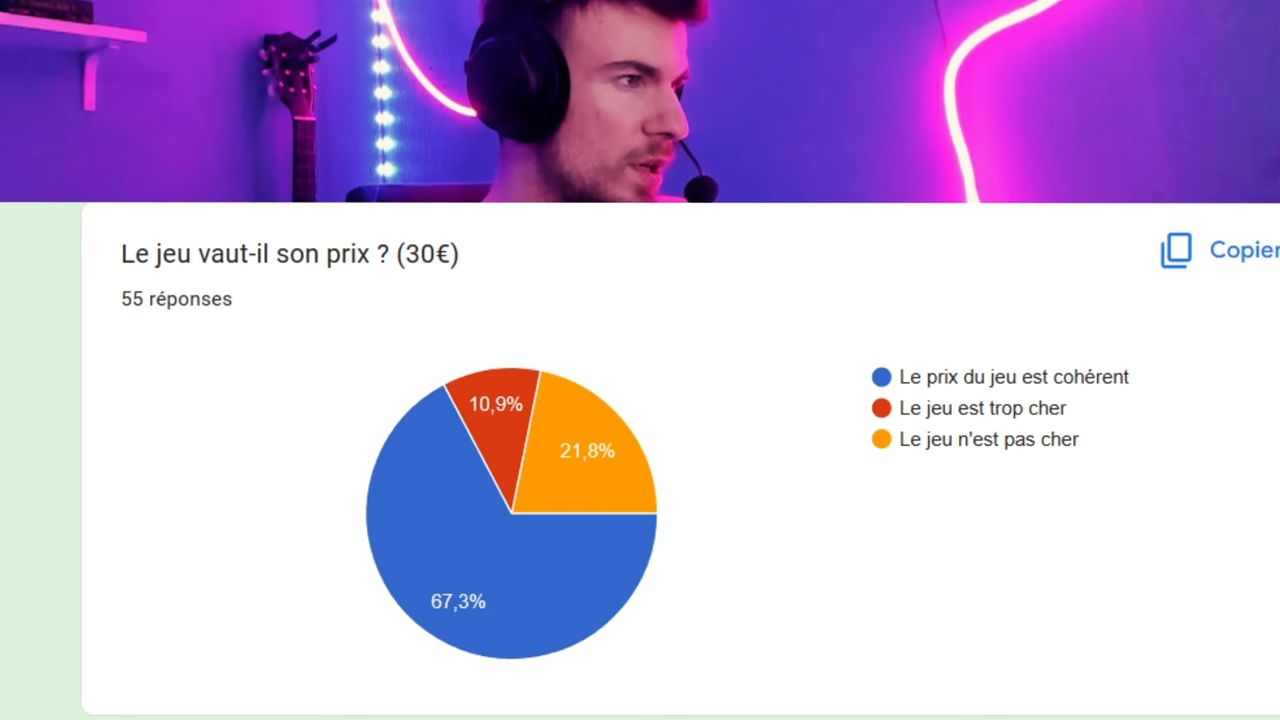 Le jeu vaut-il son prix ? (30€)
Copier
55 réponses
Le prix du jeu est cohérent
Le jeu est trop cher
Le jeu n'est pas cher
10,9%
21,8%
67,3%